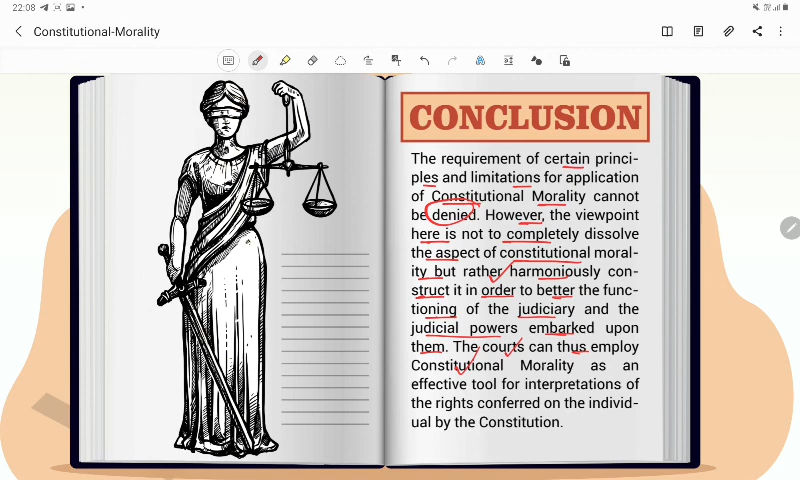 22:08
Constitutional-Morality
CONCLUSION
The requirement of certain princi-
ples and limitations for application
of Constitutional Morality cannot
be denied. However, the viewpoint
here is not to completely dissolve
the aspect of constitutional moral-
ity but rather harmoniously con-
struct it in order to better the func-
tioning of the judiciary and the
judicial powers embarked upon
them. The courts can thus employ
Constitutional Morality as an
effective tool for interpretations of
the rights conferred on the individ-
ual by the Constitution.